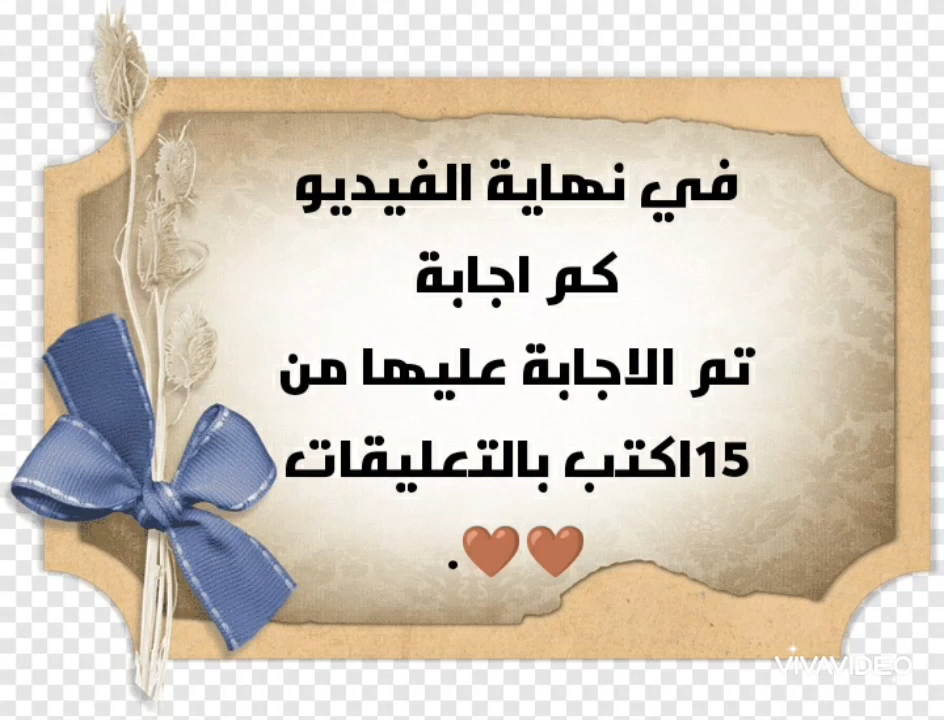 في نهاية الفيديو
كم اجابة
تم الاجابة عليها من
15اكتب بالتعليقات
🤎🤎.
VIVAVIDEO